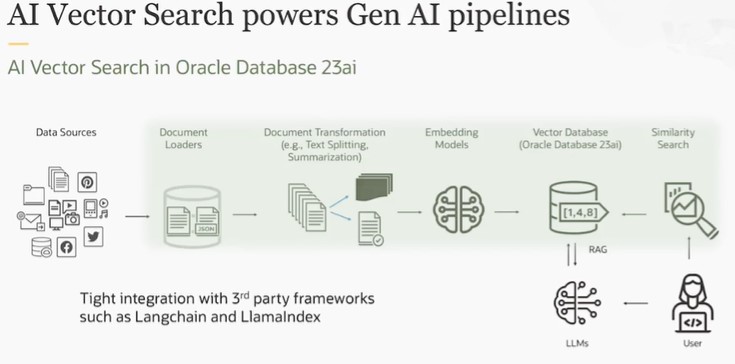 AI Vector Search powers Gen AI pipelines
AI Vector Search in Oracle Database 23ai
Data Sources
Document
Loaders
Document Transformation
(e.g., Text Splitting,
Summarization)
Embedding
Models
Vector Database
(Oracle Database 23ai)
Similarity
Search
JSON
[1,4,8]
RAG
Tight integration with 3rd party frameworks
such as Langchain and LlamaIndex
</>
LLMs
User